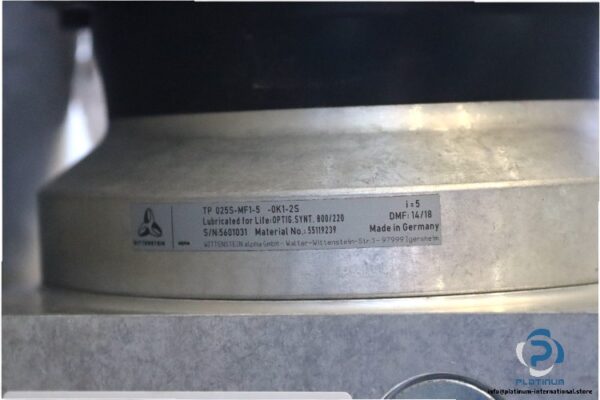 TP 025S-MF1-5 -0K1-2S i=5
Lubricated for Life:OPTIG.SYNT. 800/220 DMF: 14/18
S/N:5601031 Material No.: 55119239 Made in Germany
WITTENSTEIN alpha GmbH - Walter-Wittenstein-Str.1 - 97999 Igersheim
WITTENSTEIN
alpha
PLATINUM
info@platinum-international.store